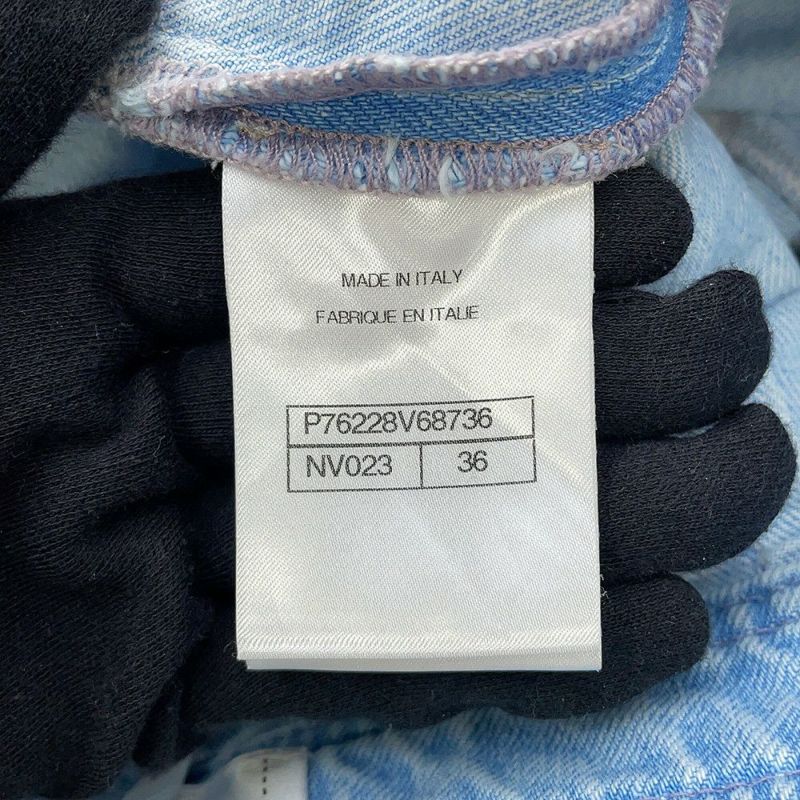 MADE IN ITALY
FABRIQUE EN ITALIE
P76228V68736
NV023 36